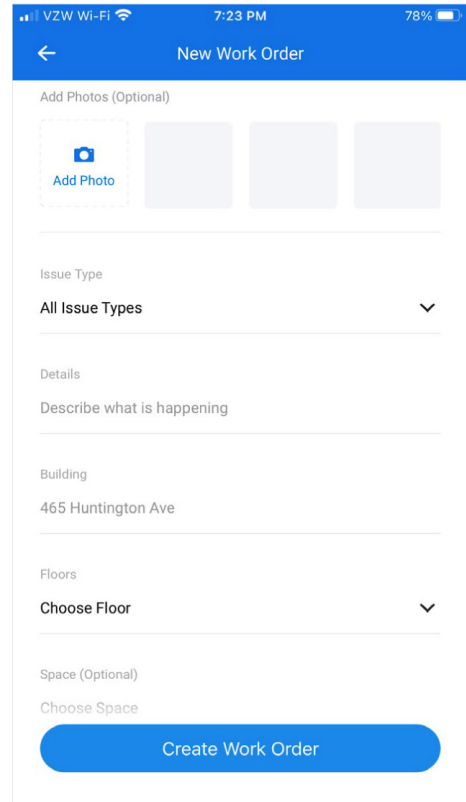 VZW Wi-Fi 7:23 PM 78%
New Work Order
Add Photos (Optional)
Add Photo
Issue Type
All Issue Types
Details
Describe what is happening
Building
465 Huntington Ave
Floors
Choose Floor
Space (Optional)
Choose Space
Create Work Order